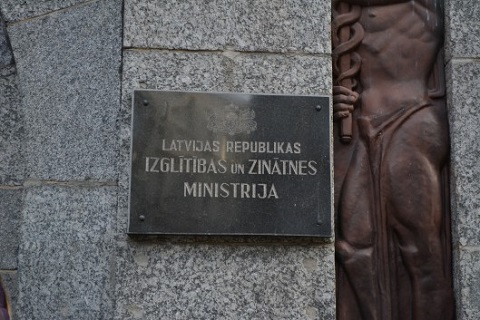 LATVIJAS REPUBLIKAS
IZGLĪTĪBAS UN ZINĀTNES
MINISTRIJA